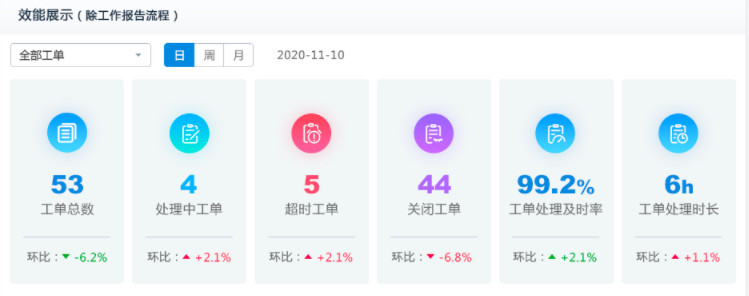 效能展示（除工作报告流程）
全部工单 日 周 月 2020-11-10
53 4 5 44 99.2% 6h
工单总数 处理中工单 超时工单 关闭工单 工单处理及时率 工单处理时长
环比：▼ -6.2% 环比：▲ +2.1% 环比：▲ +2.1% 环比：▼ -6.8% 环比：▲ +2.1% 环比：▲ +1.1%